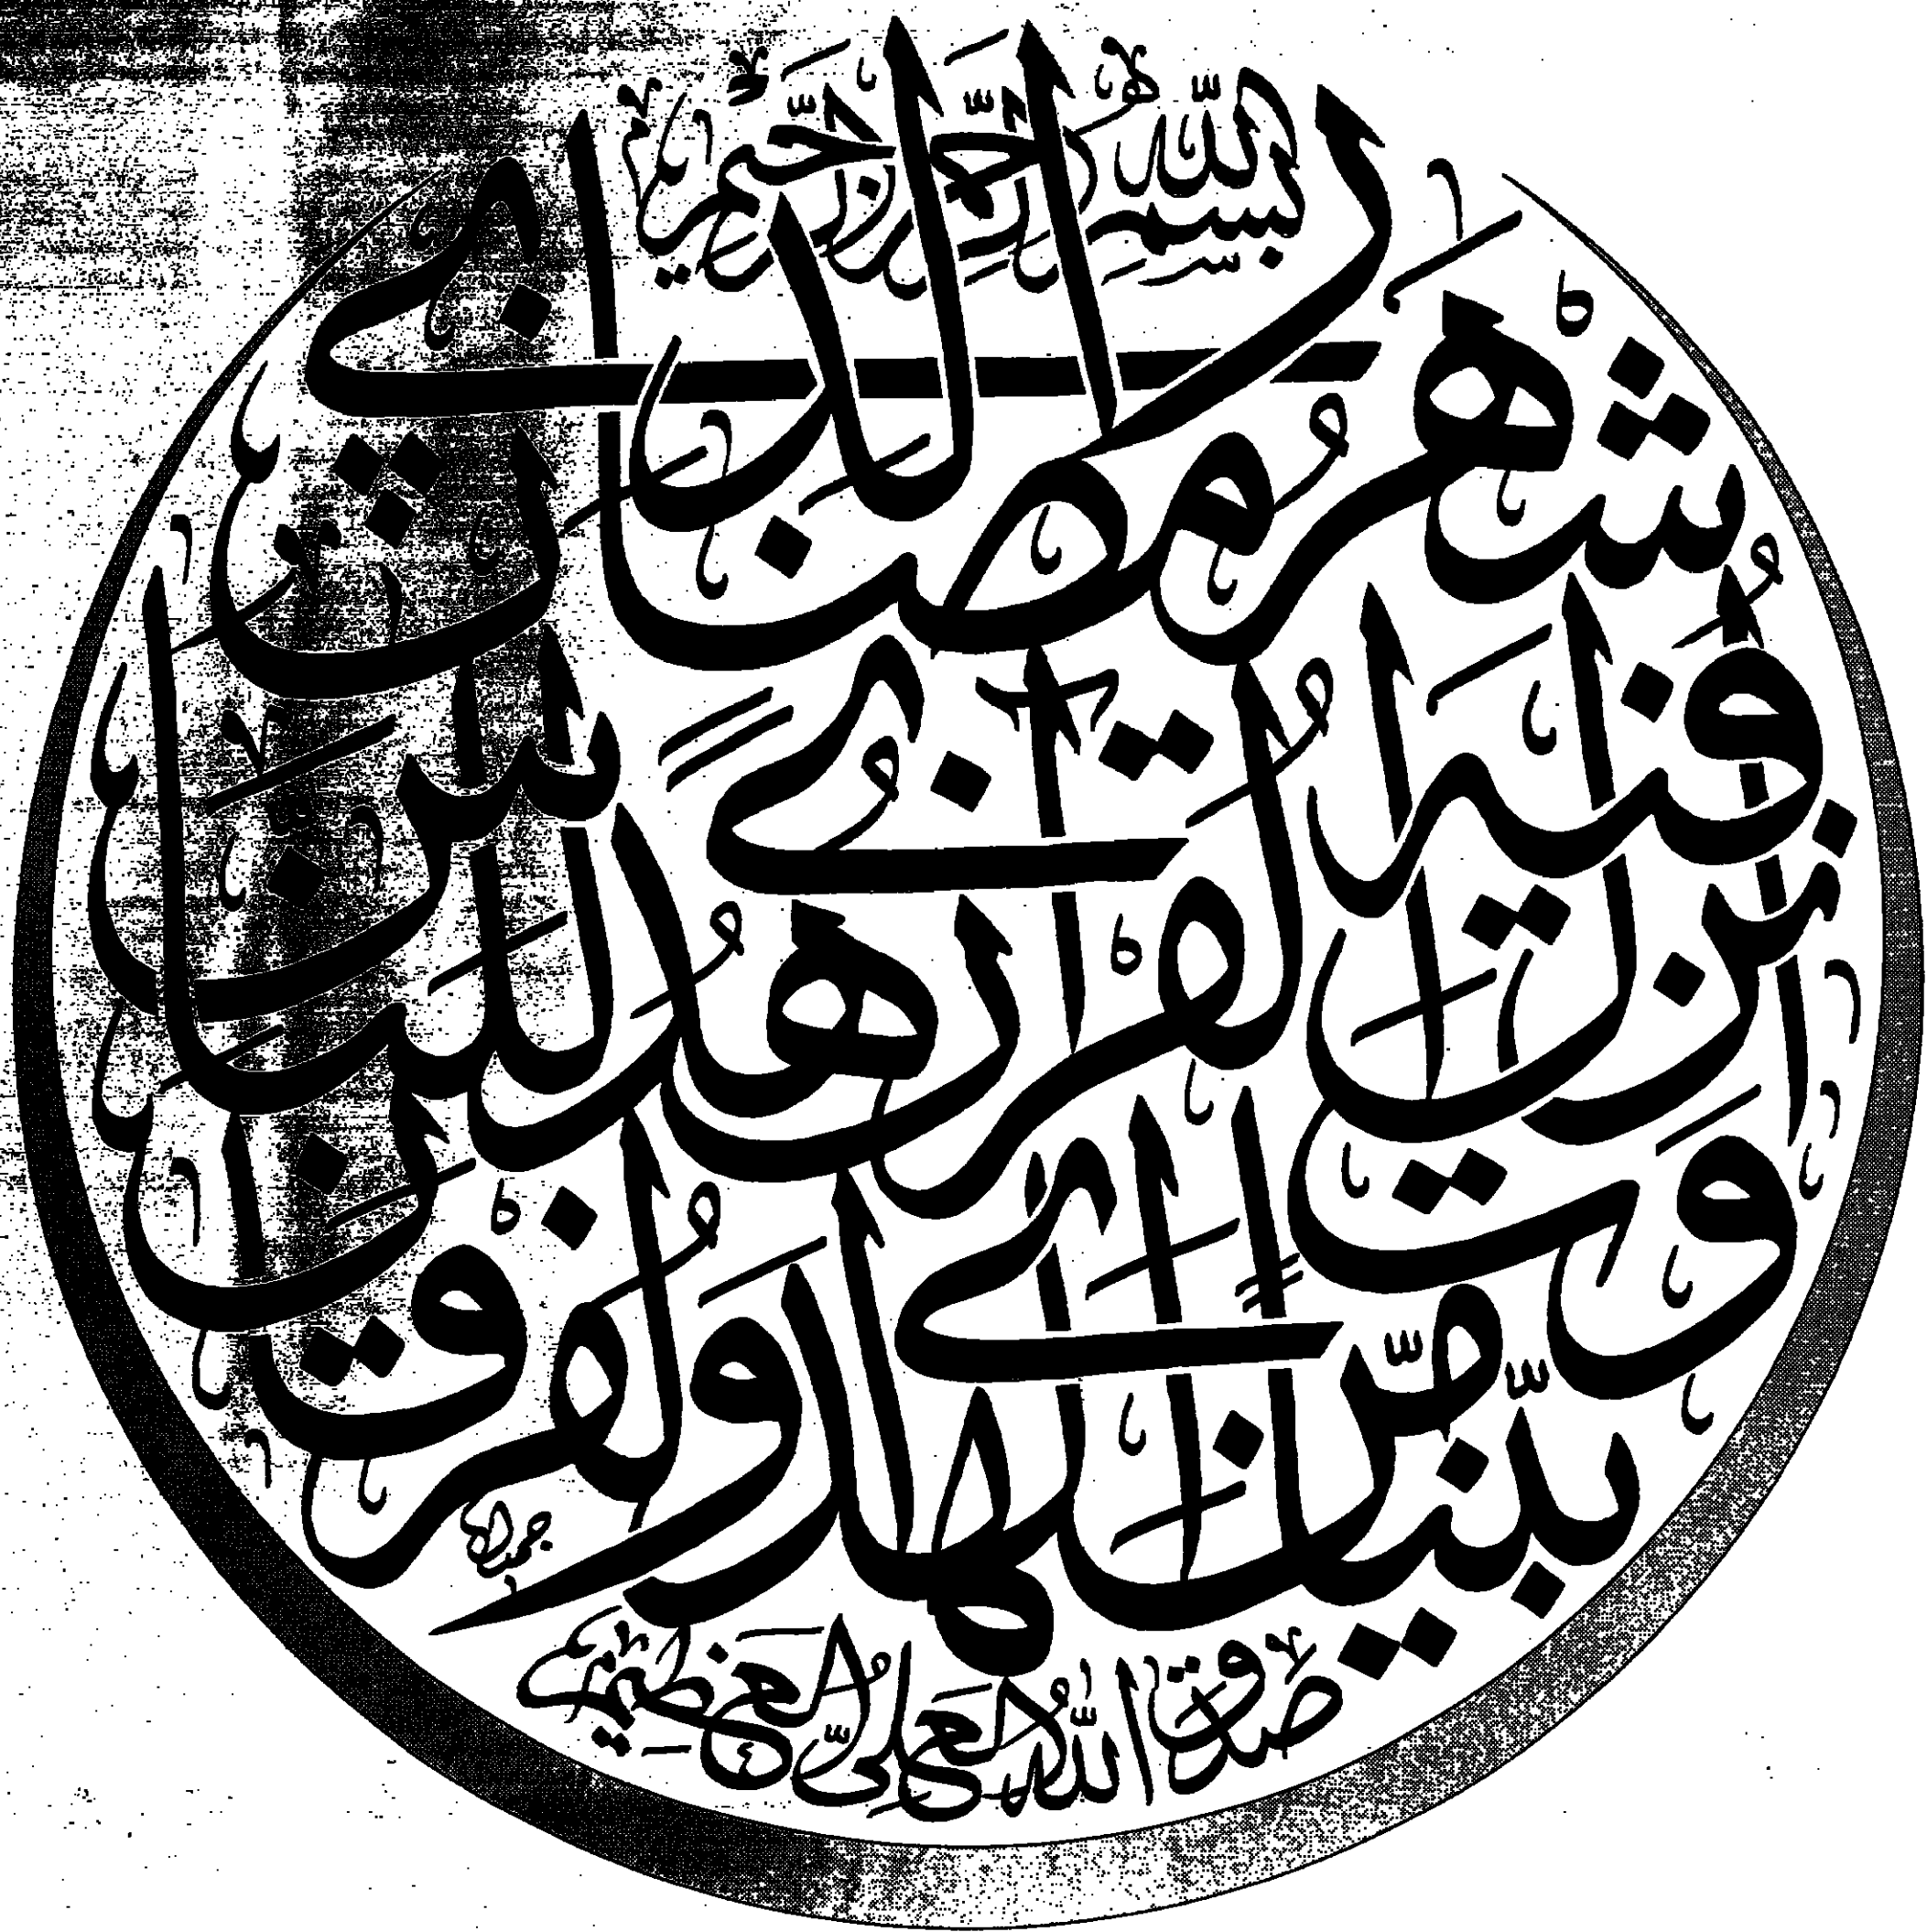 بسم الله الرحمن الرحيم
شهر رمضان الذي
أنزل فيه القرآن هدى للناس
وبينات من الهدى والفرقان
صدق الله العلي العظيم